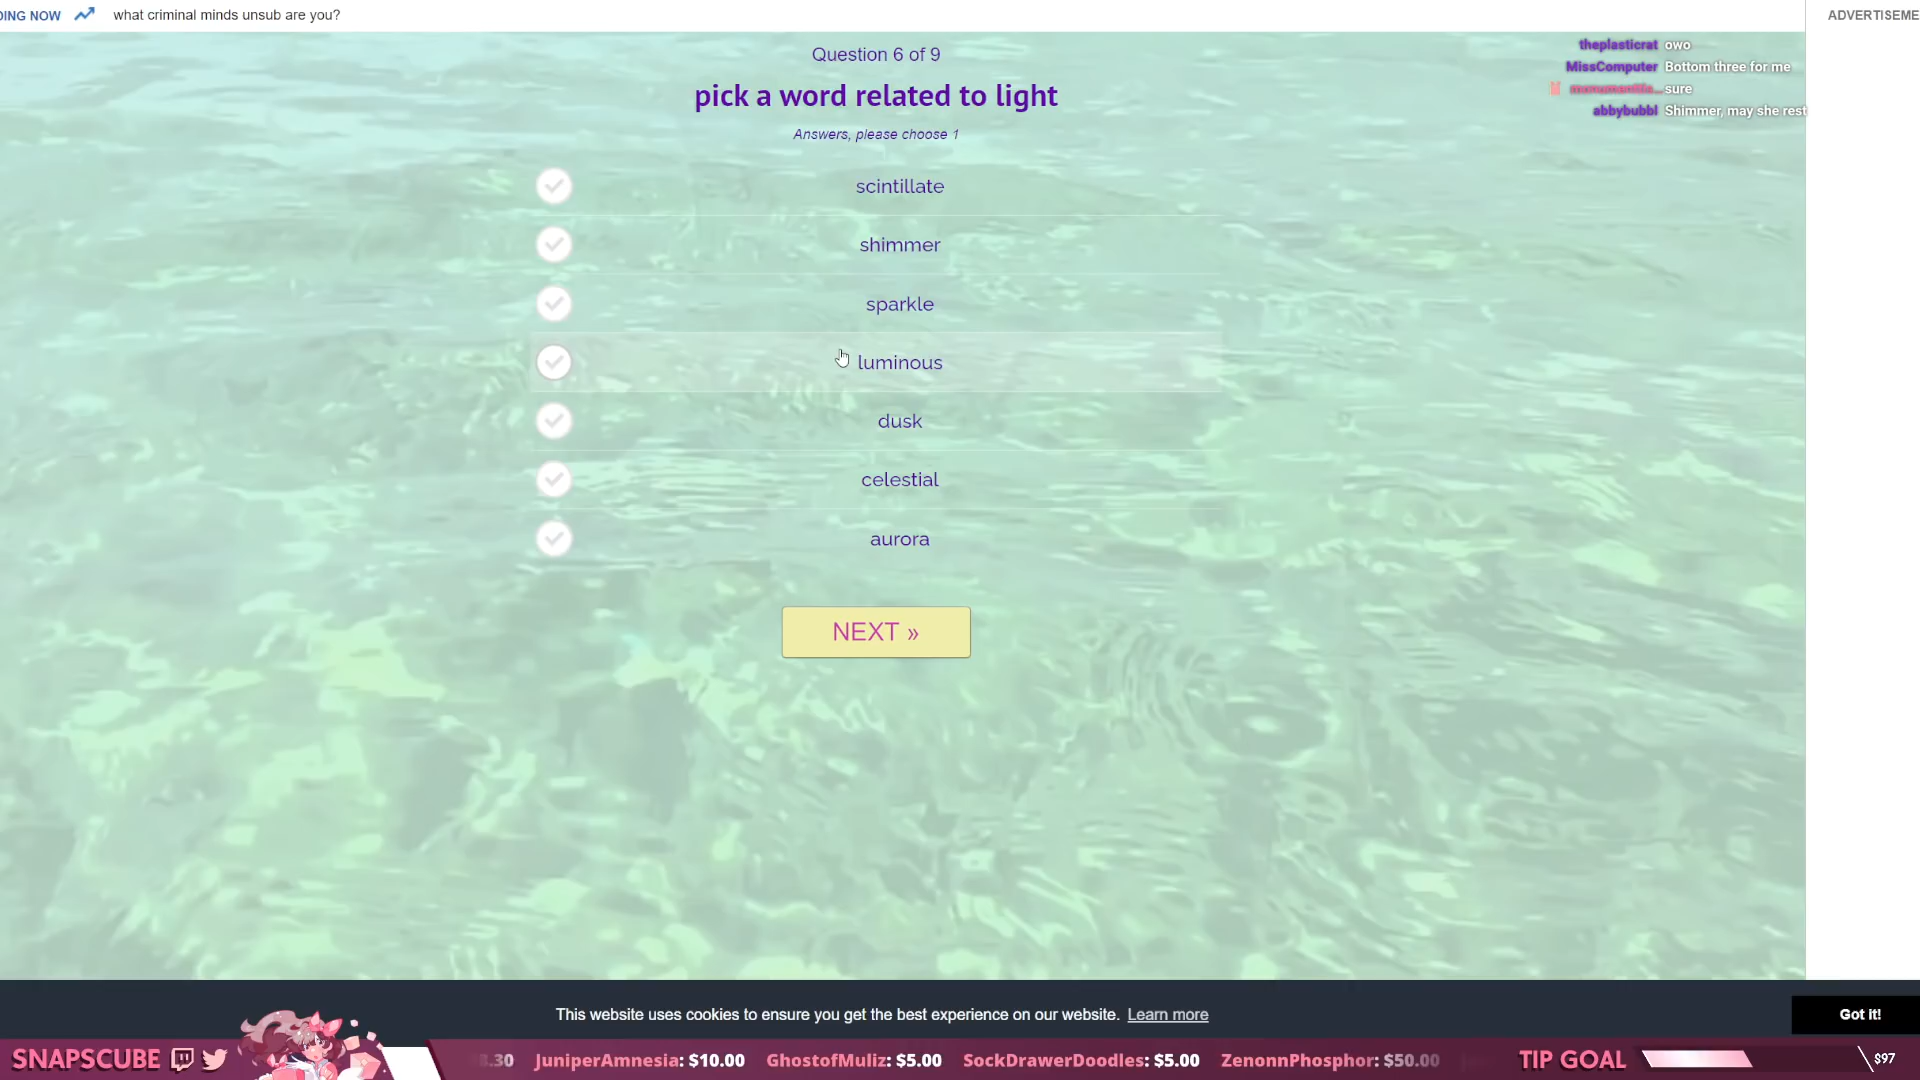 DING NOW what criminal minds unsub are you?
ADVERTISEME
Question 6 of 9
pick a word related to light
Answers, please choose 1
scintillate
shimmer
sparkle
luminous
dusk
celestial
aurora
NEXT »
theplasticrat owo
MissComputer Bottom three for me
sure
abbybubbl Shimmer, may she rest
This website uses cookies to ensure you get the best experience on our website. Learn more
Got it!
SNAPSCUBE
.30 JuniperAmnesia: $10.00 GhostofMuliz: $5.00 SockDrawerDoodles: $5.00 ZenonnPhosphor: $50.00
TIP GOAL $97